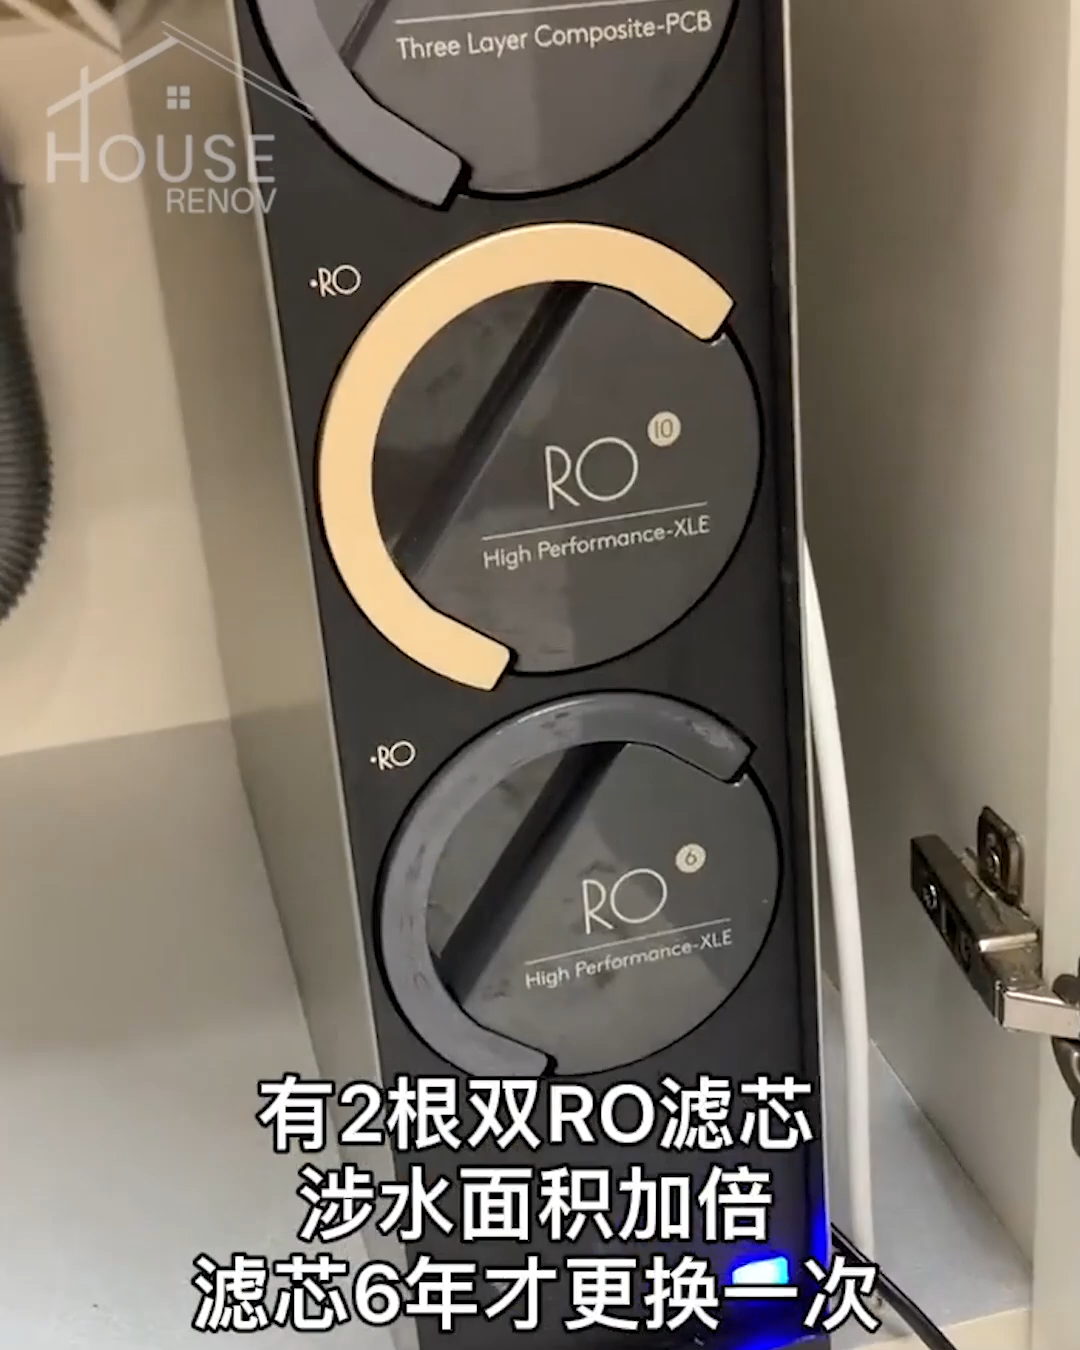 HOUSE
RENOV
Three Layer Composite-PCB
·RO
RO 10
High Performance-XLE
·RO
RO 6
High Performance-XLE
有2根双RO滤芯
涉水面积加倍
滤芯6年才更换一次